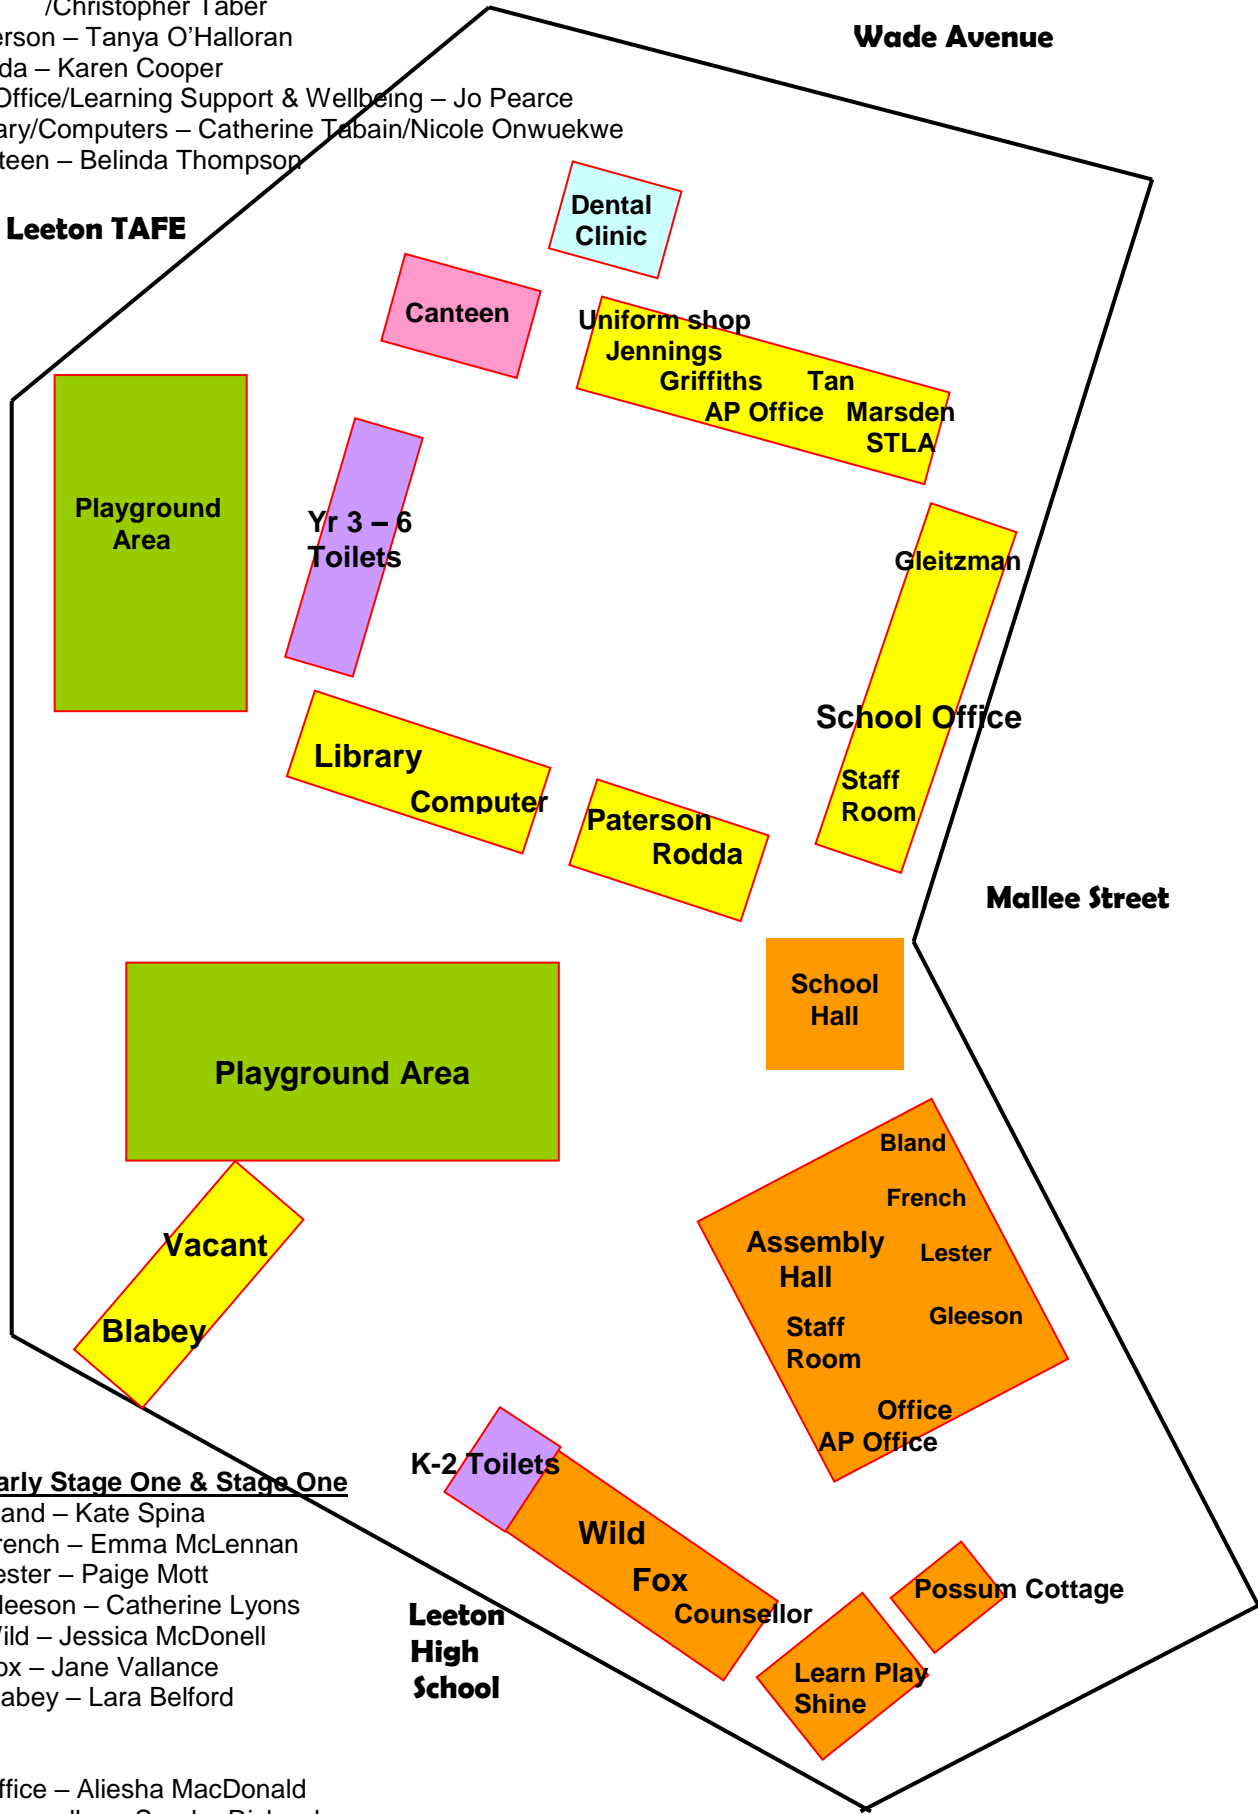 /Christopher Taber
erson – Tanya O’Halloran
da – Karen Cooper
Office/Learning Support & Wellbeing – Jo Pearce
ary/Computers – Catherine Tabain/Nicole Onwuekwe
teen – Belinda Thompson
Wade Avenue
Leeton TAFE
Dental
Clinic
Canteen
Uniform shop
Jennings
Griffiths Tan
AP Office Marsden
STLA
Playground
Area
Yr 3 – 6
Toilets
Gleitzman
School Office
Staff
Room
Library
Computer
Paterson
Rodda
Mallee Street
School
Hall
Playground Area
Bland
French
Lester
Gleeson
Assembly
Hall
Staff
Room
Office
AP Office
Vacant
Blabey
K-2 Toilets
Wild
Fox
Counsellor
Possum Cottage
Learn Play
Shine
Leeton
High
School
arly Stage One & Stage One
and – Kate Spina
rench – Emma McLennan
ester – Paige Mott
leeson – Catherine Lyons
Wild – Jessica McDonell
ox – Jane Vallance
abey – Lara Belford
ffice – Aliesha MacDonald